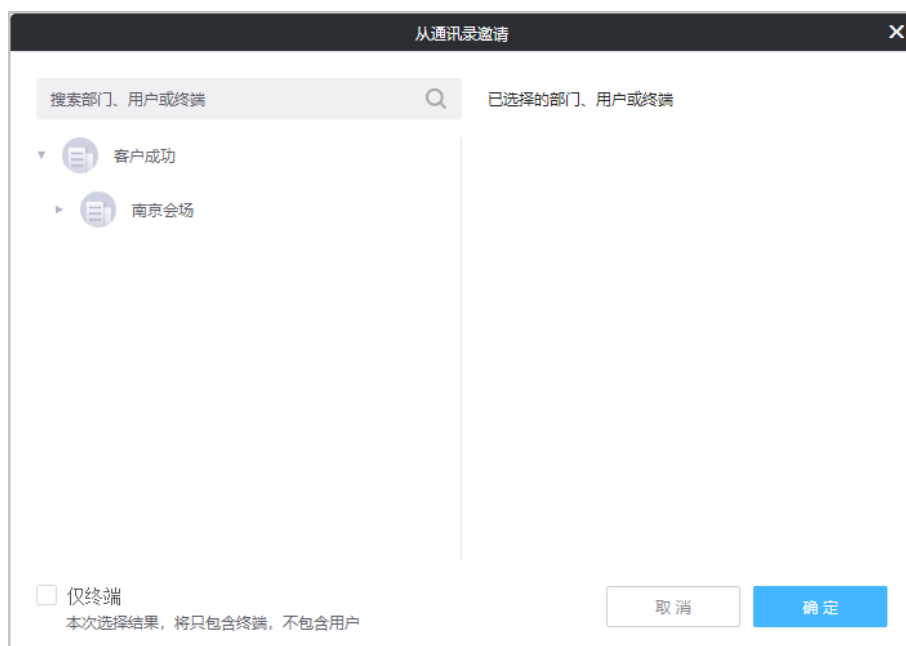 从通讯录邀请
搜索部门、用户或终端
已选择的部门、用户或终端
客户成功
南京会场
仅终端
本次选择结果，将只包含终端，不包含用户
取消
确定